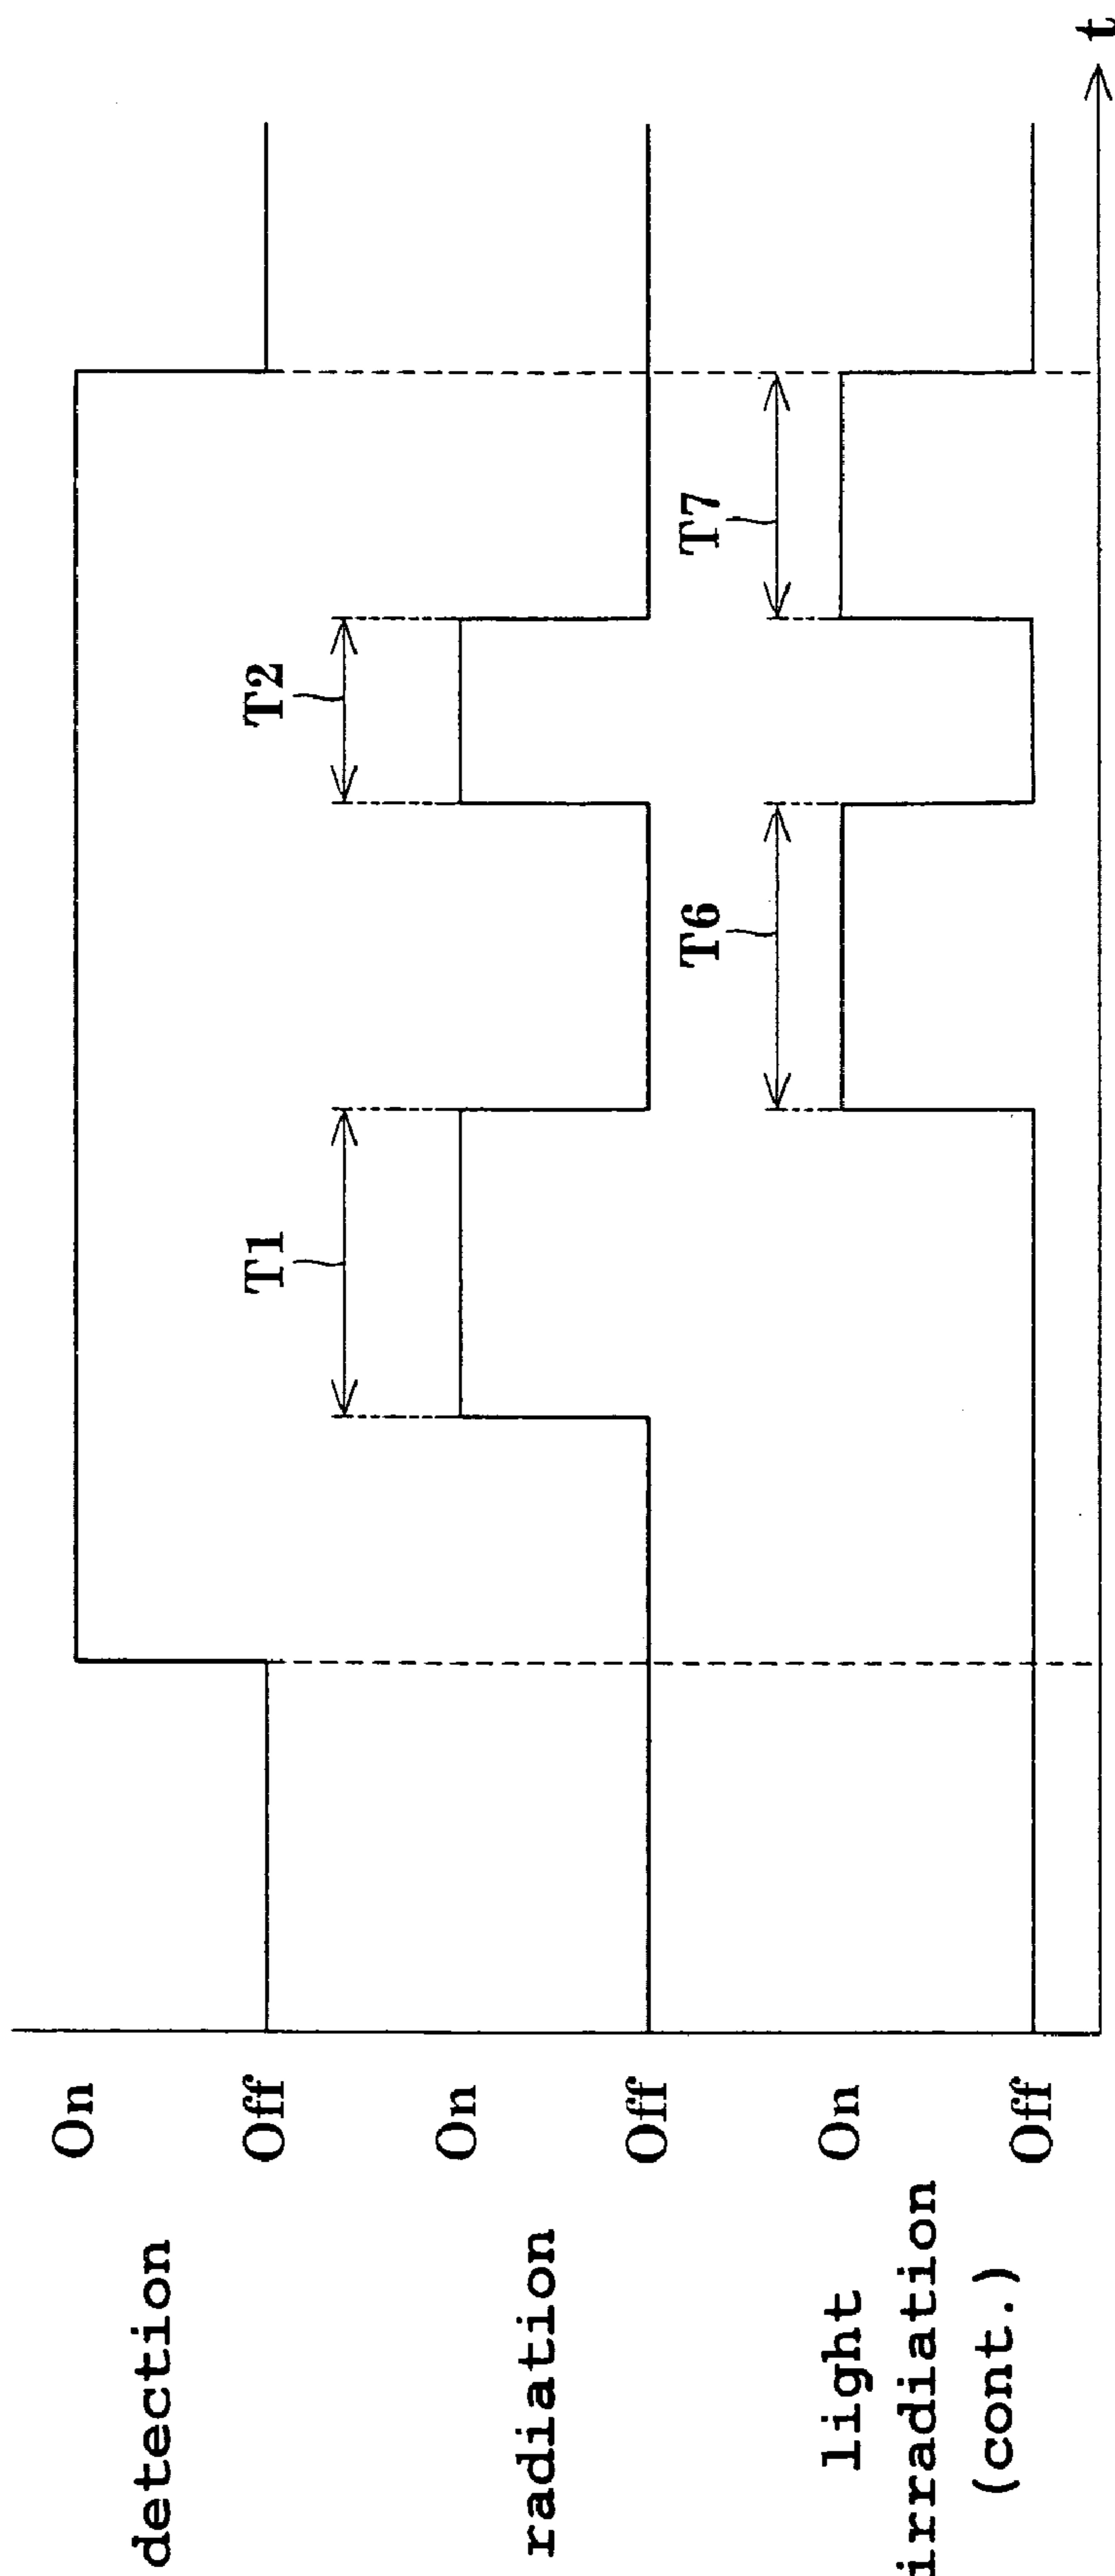 detection
On
Off
T1
T2
radiation
On
Off
T6
T7
light
irradiation
(cont.)
On
Off
t